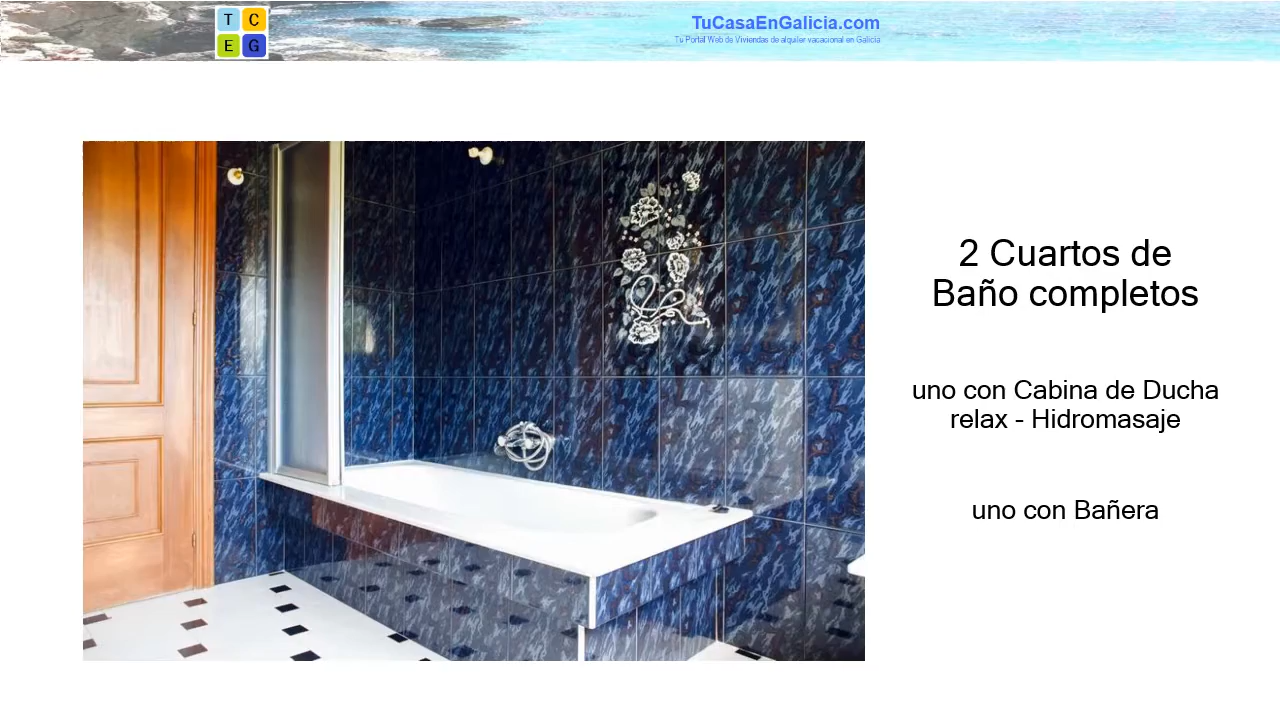 T C
E G
TuCasaEnGalicia.com
Tu Portal Web de Viviendas de alquiler vacacional en Galicia
2 Cuartos de
Baño completos
uno con Cabina de Ducha
relax - Hidromasaje
uno con Bañera